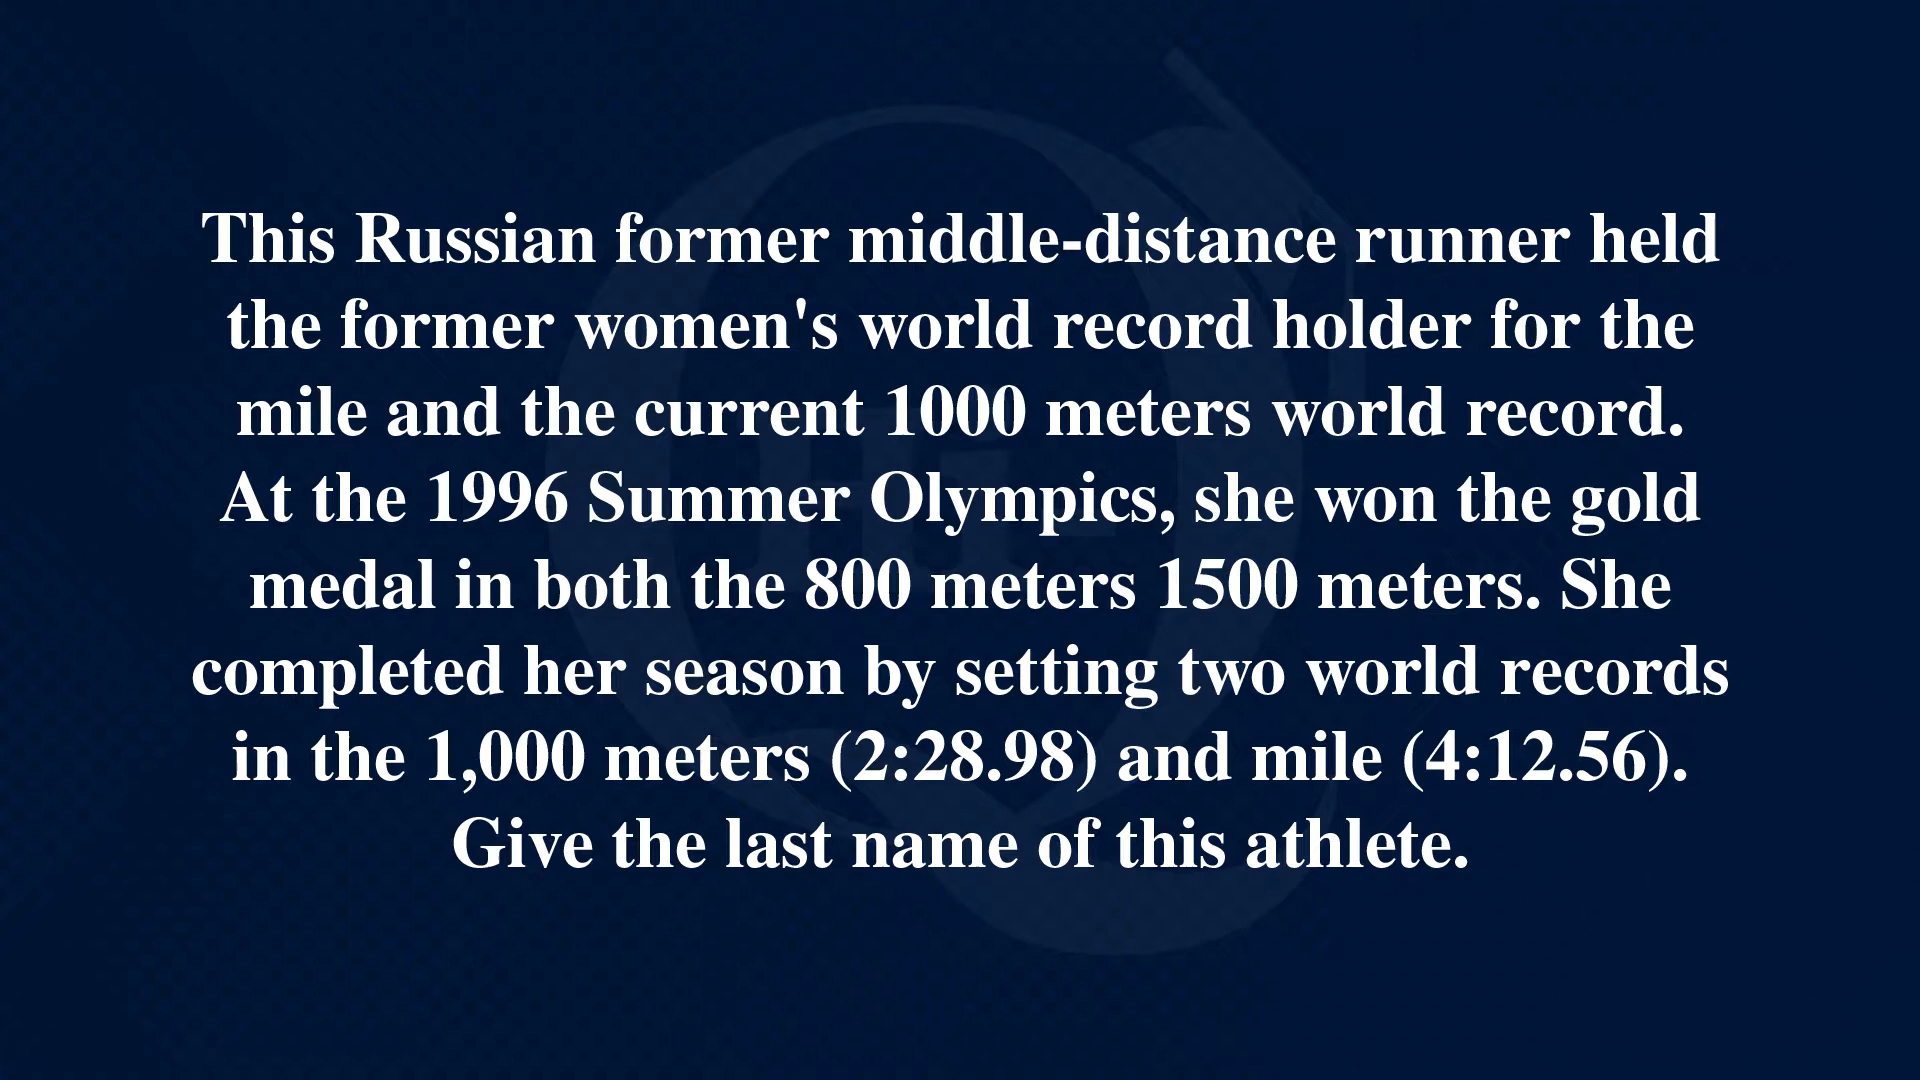 This Russian former middle-distance runner held
the former women's world record holder for the
mile and the current 1000 meters world record.
At the 1996 Summer Olympics, she won the gold
medal in both the 800 meters 1500 meters. She
completed her season by setting two world records
in the 1,000 meters (2:28.98) and mile (4:12.56).
Give the last name of this athlete.